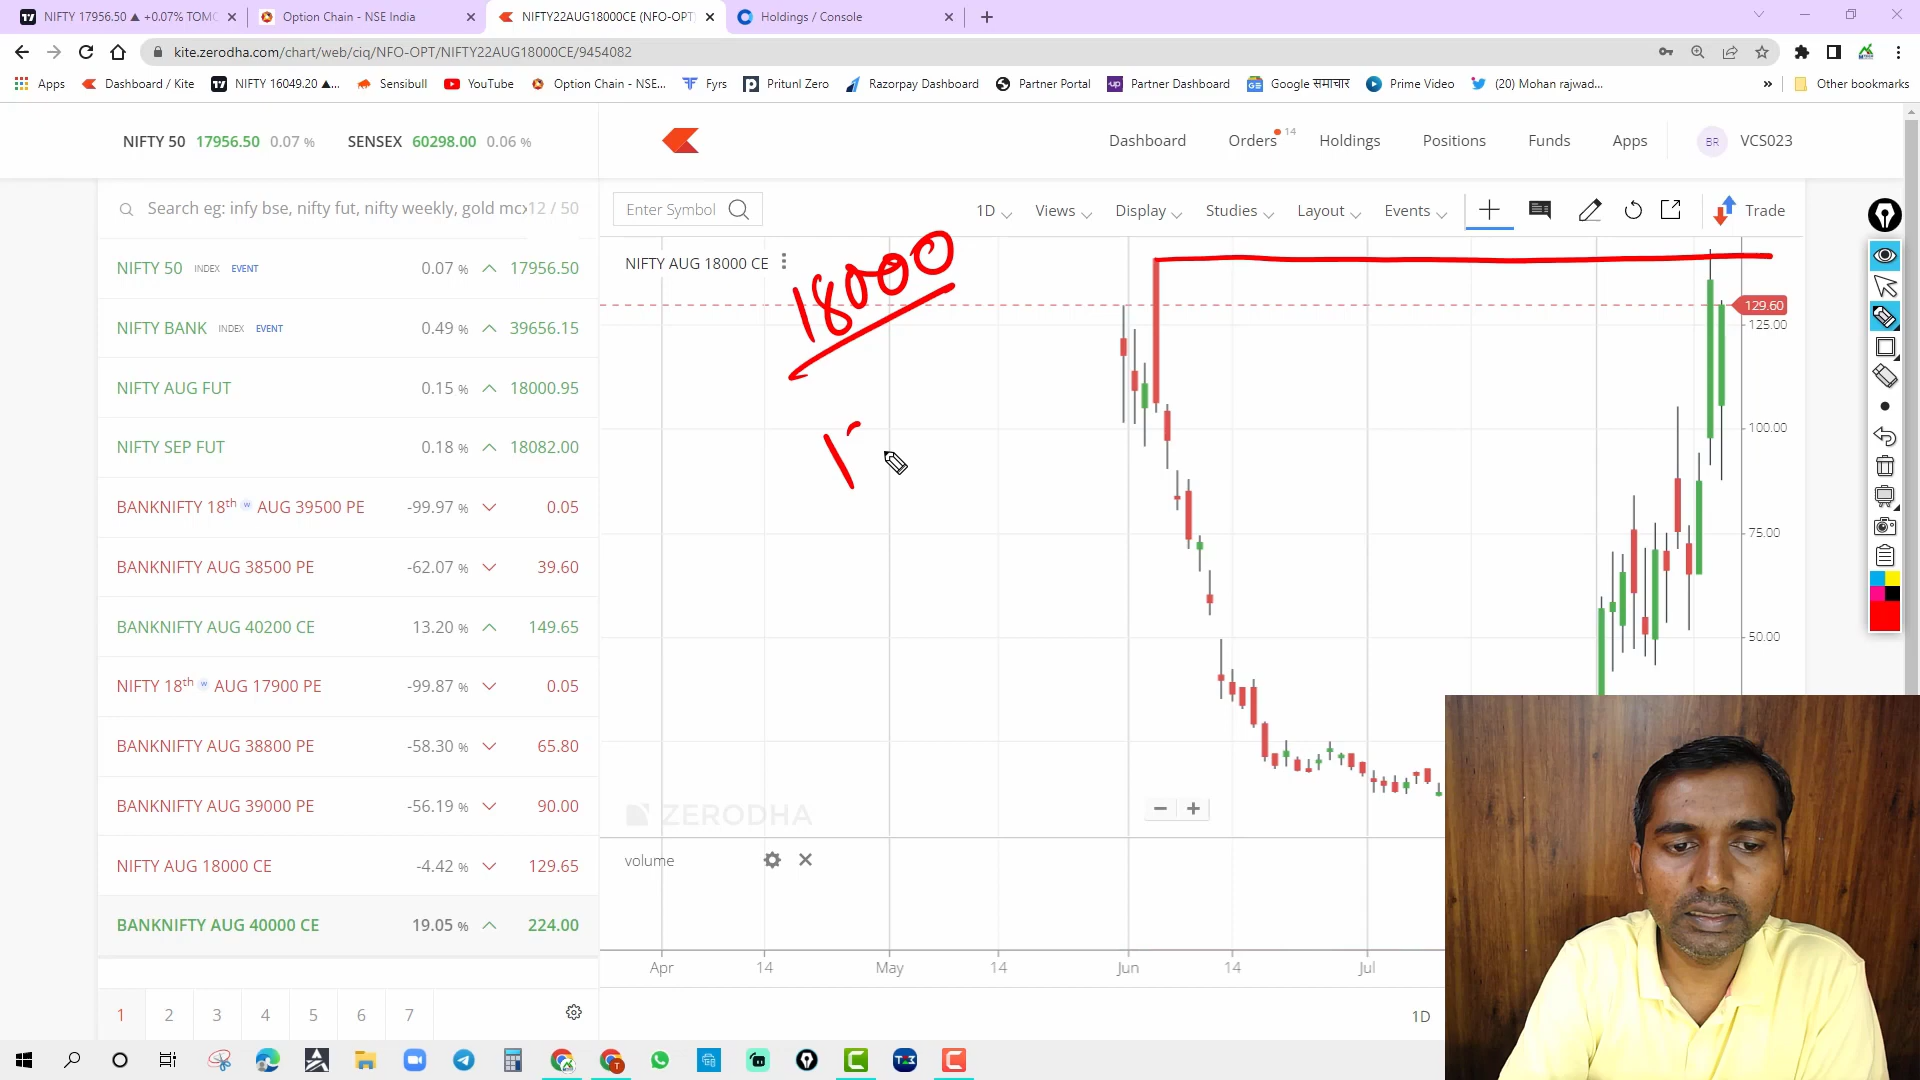 NIFTY 17956.50 ▲ +0.07% TOMC
Option Chain - NSE India
NIFTY22AUG18000CE (NFO-OPT)
Holdings / Console
kite.zerodha.com/chart/web/ciq/NFO-OPT/NIFTY22AUG18000CE/9454082
Apps
Dashboard / Kite
NIFTY 16049.20 ▲...
Sensibull
YouTube
Option Chain - NSE...
Fyrs
Pritunl Zero
Razorpay Dashboard
Partner Portal
Partner Dashboard
Google समाचार
Prime Video
(20) Mohan rajwad...
»
Other bookmarks
NIFTY 50 17956.50 0.07 %
SENSEX 60298.00 0.06 %
Dashboard
Orders 14
Holdings
Positions
Funds
Apps
BR VCS023
Search eg: infy bse, nifty fut, nifty weekly, gold mcx 12 / 50
Enter Symbol
1D
Views
Display
Studies
Layout
Events
Trade
NIFTY 50 INDEX EVENT 0.07 % 17956.50
NIFTY BANK INDEX EVENT 0.49 % 39656.15
NIFTY AUG FUT 0.15 % 18000.95
NIFTY SEP FUT 0.18 % 18082.00
BANKNIFTY 18th w AUG 39500 PE -99.97 % 0.05
BANKNIFTY AUG 38500 PE -62.07 % 39.60
BANKNIFTY AUG 40200 CE 13.20 % 149.65
NIFTY 18th w AUG 17900 PE -99.87 % 0.05
BANKNIFTY AUG 38800 PE -58.30 % 65.80
BANKNIFTY AUG 39000 PE -56.19 % 90.00
NIFTY AUG 18000 CE -4.42 % 129.65
BANKNIFTY AUG 40000 CE 19.05 % 224.00
1 2 3 4 5 6 7
NIFTY AUG 18000 CE
18000
129.60
125.00
100.00
75.00
50.00
ZERODHA
volume
Apr 14 May 14 Jun 14 Jul
1D